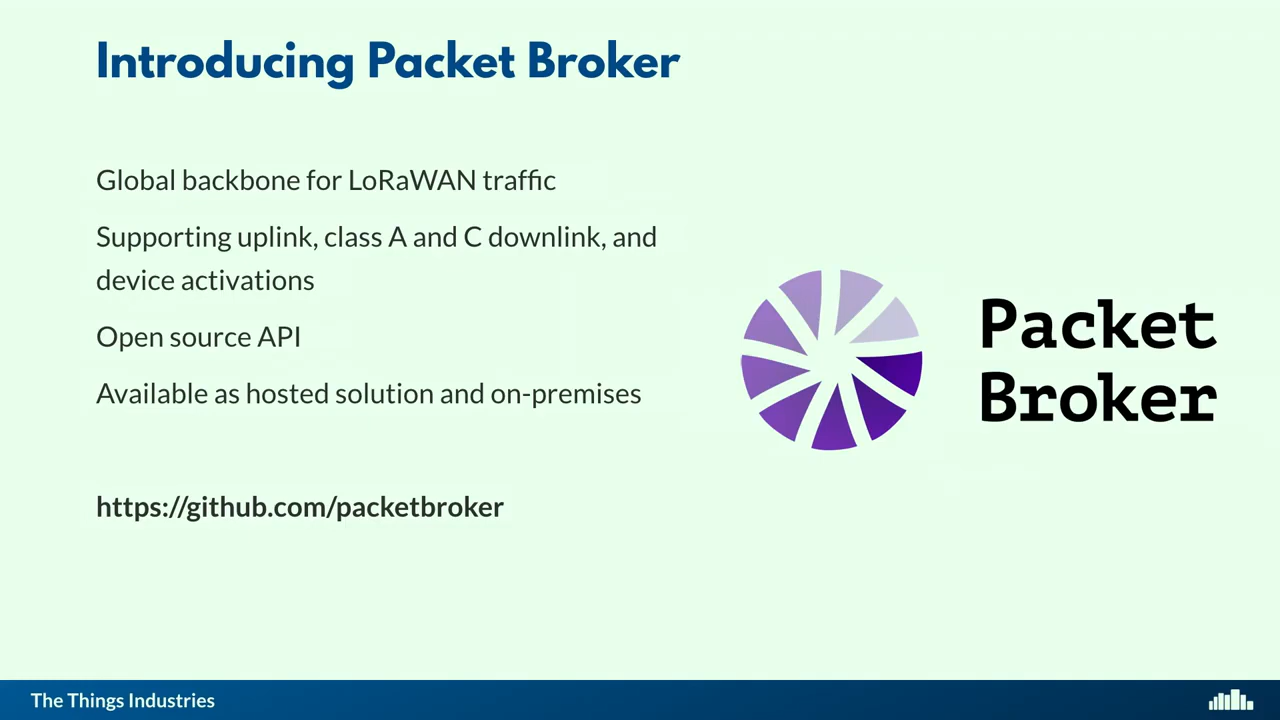 Introducing Packet Broker
Global backbone for LoRaWAN traffic
Supporting uplink, class A and C downlink, and
device activations
Open source API
Available as hosted solution and on-premises
https://github.com/packetbroker
Packet
Broker
The Things Industries